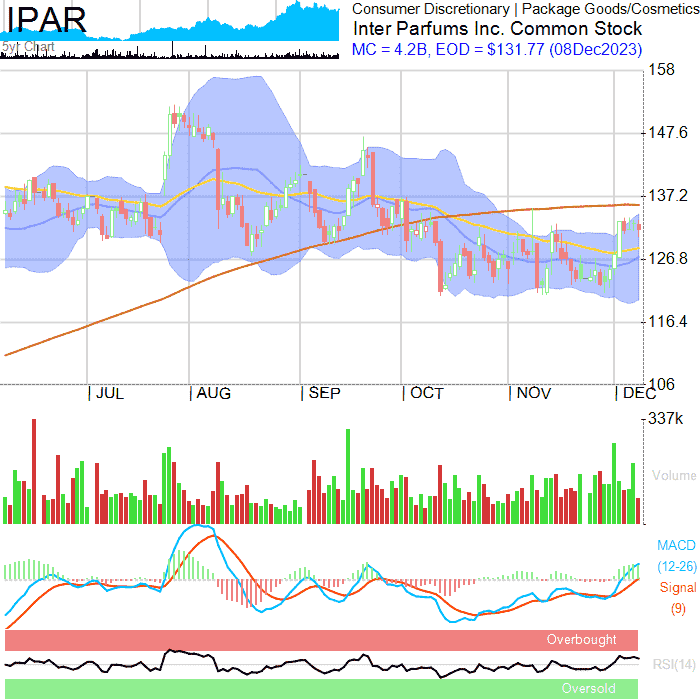 IPAR
5yr Chart
Consumer Discretionary | Package Goods/Cosmetics
Inter Parfums Inc. Common Stock
MC = 4.2B, EOD = $131.77 (08Dec2023)
158
147.6
137.2
126.8
116.4
106
JUL AUG SEP OCT NOV DEC
337k
Volume
MACD
(12-26)
Signal
(9)
Overbought
RSI(14)
Oversold